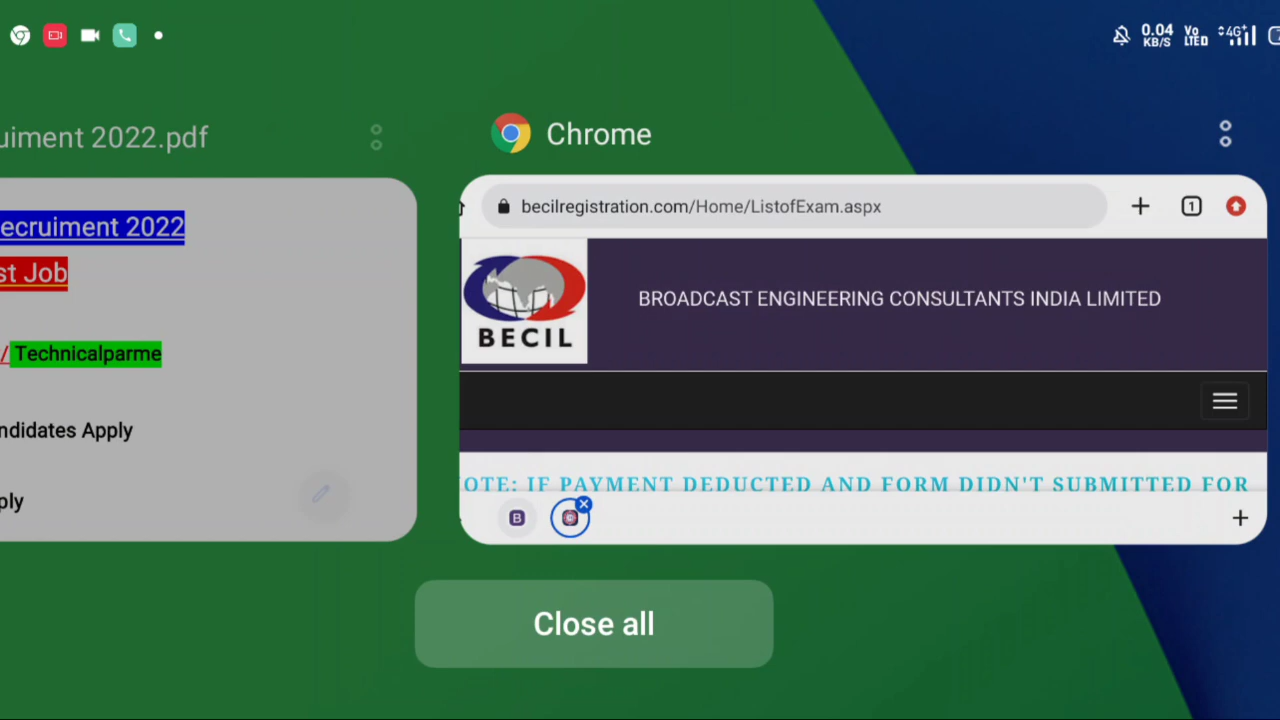 0.04
KB/S
Vo
LTED
4G+
uiment 2022.pdf
Chrome
ecruiment 2022
st Job
/ Technicalparme
ndidates Apply
ply
becilregistration.com/Home/ListofExam.aspx
1
BECIL
BROADCAST ENGINEERING CONSULTANTS INDIA LIMITED
OTE: IF PAYMENT DEDUCTED AND FORM DIDN'T SUBMITTED FOR
B
Close all